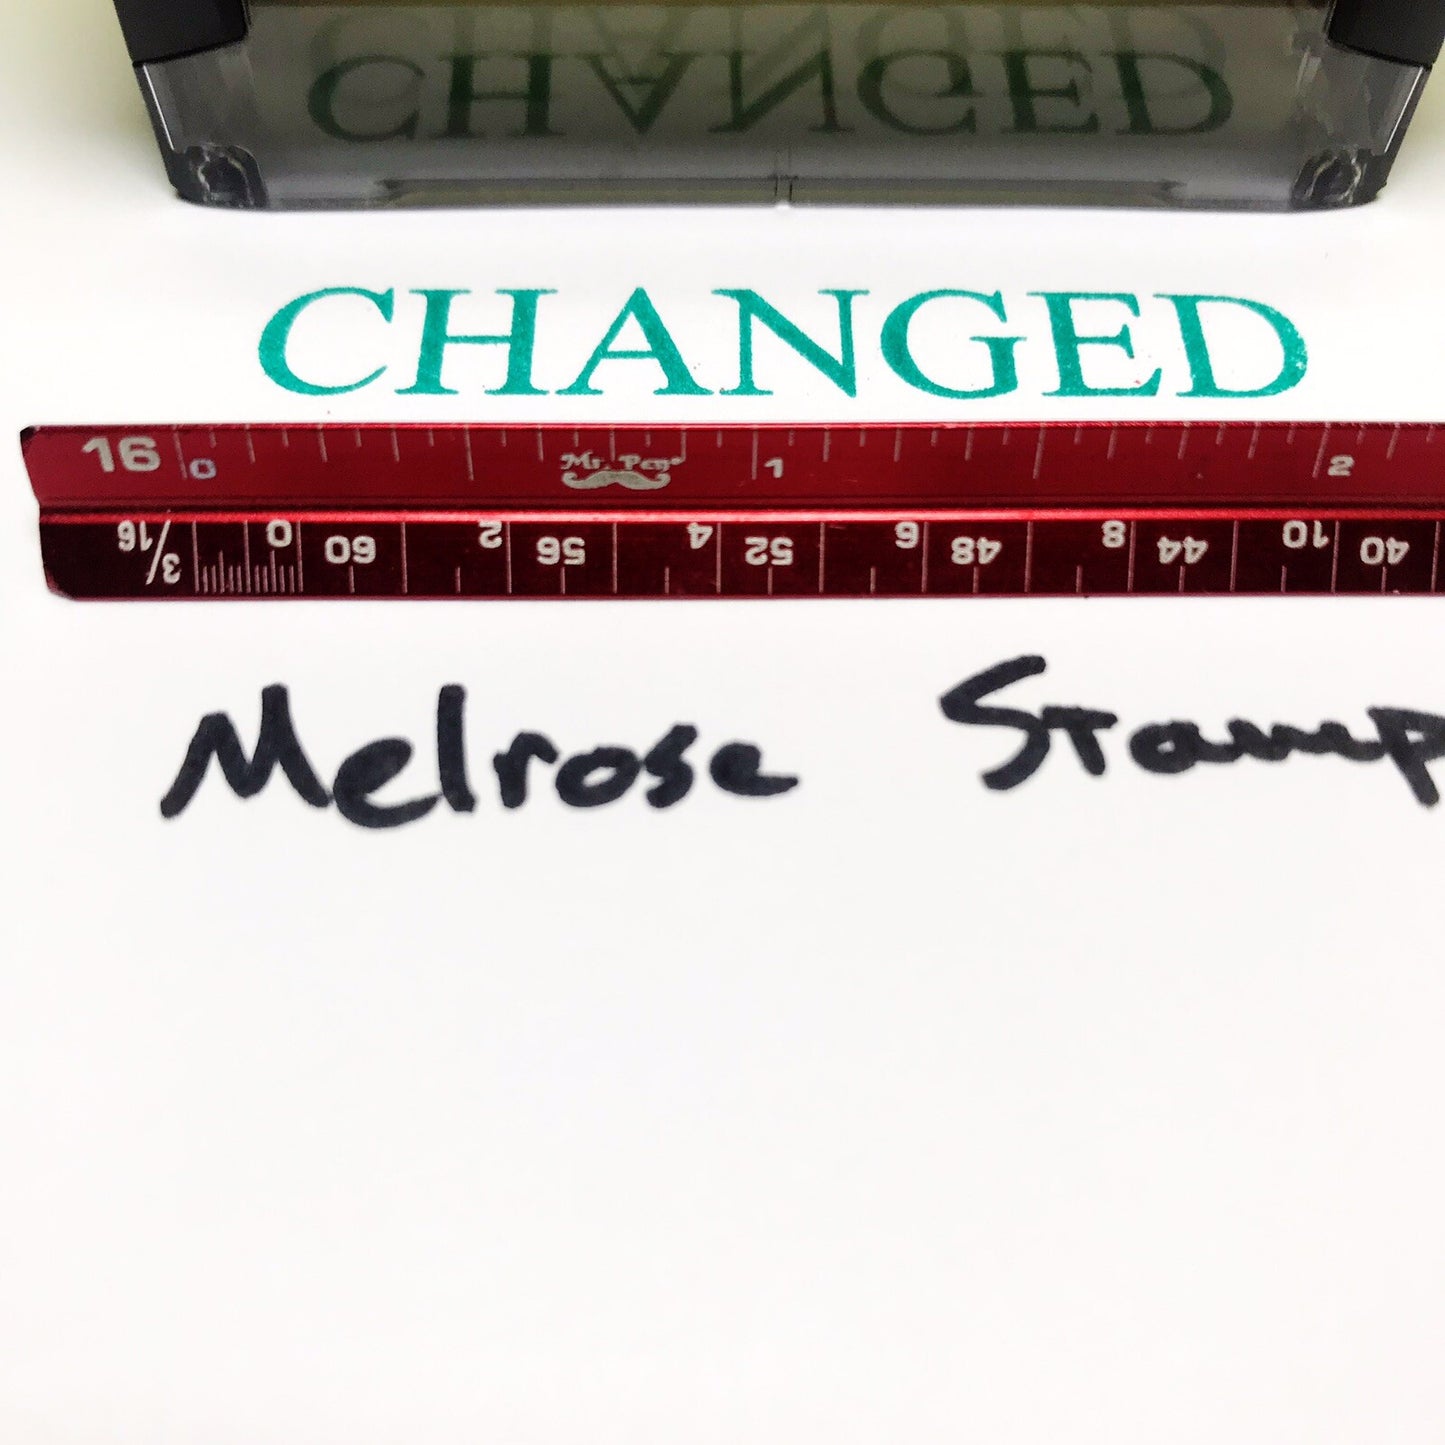 CHANGED
CHANGED
16 0 Mr. Pen 1 2
3/16 0 60 2 56 4 52 6 48 8 44 10 40
Melrose Stamp